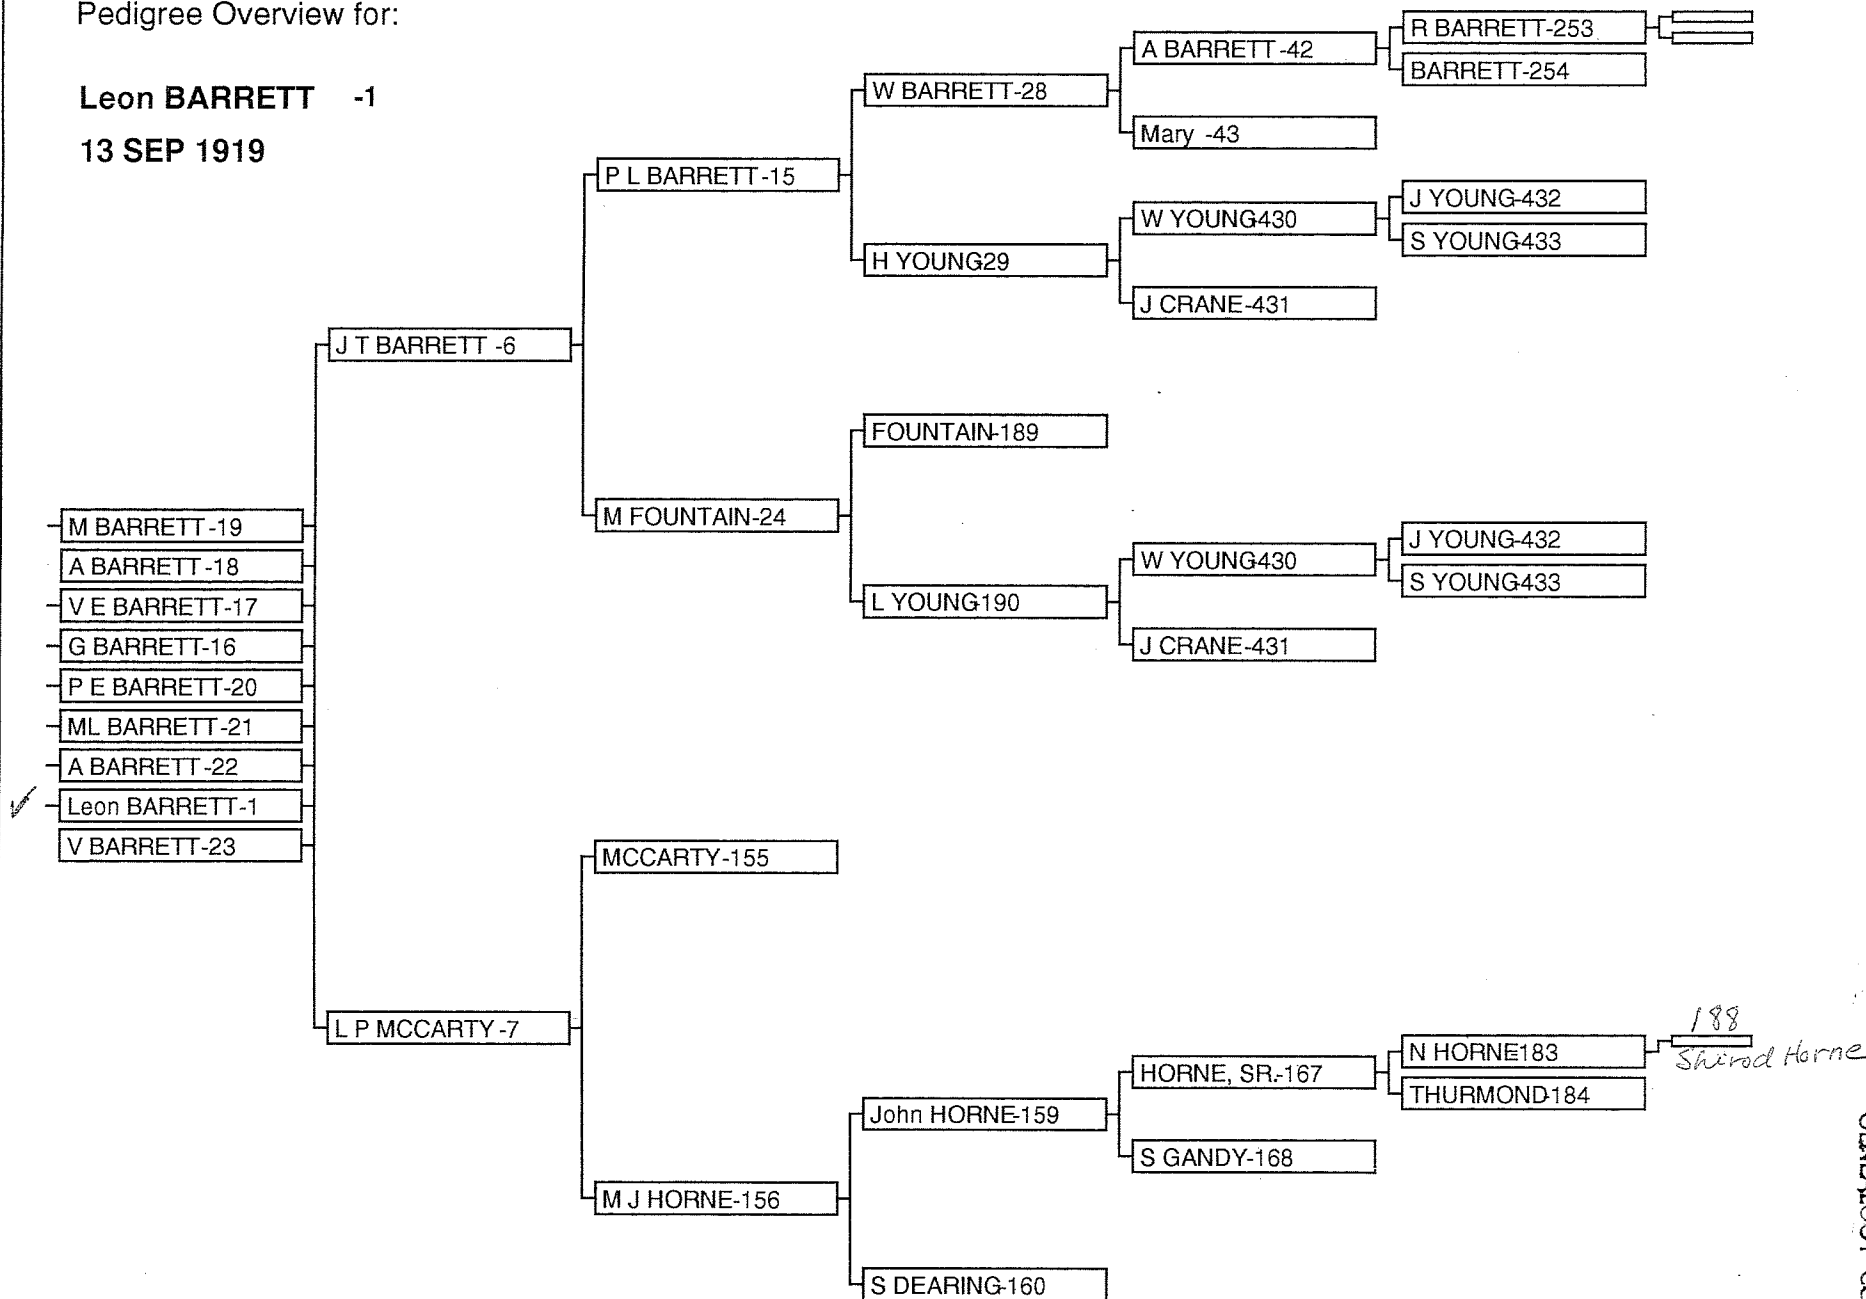 Pedigree Overview for:
Leon BARRETT -1
13 SEP 1919
M BARRETT-19
A BARRETT-18
V E BARRETT-17
G BARRETT-16
P E BARRETT-20
ML BARRETT-21
A BARRETT-22
Leon BARRETT-1
V BARRETT-23
J T BARRETT -6
L P MCCARTY-7
P L BARRETT-15
M FOUNTAIN-24
MCCARTY-155
M J HORNE-156
W BARRETT-28
H YOUNG29
FOUNTAIN-189
L YOUNG190
John HORNE-159
S DEARING-160
A BARRETT-42
Mary -43
W YOUNG430
J CRANE-431
W YOUNG430
J CRANE-431
HORNE, SR.-167
S GANDY-168
R BARRETT-253
BARRETT-254
J YOUNG-432
S YOUNG433
J YOUNG-432
S YOUNG433
N HORNE183
THURMOND184
188
Shirod Horne